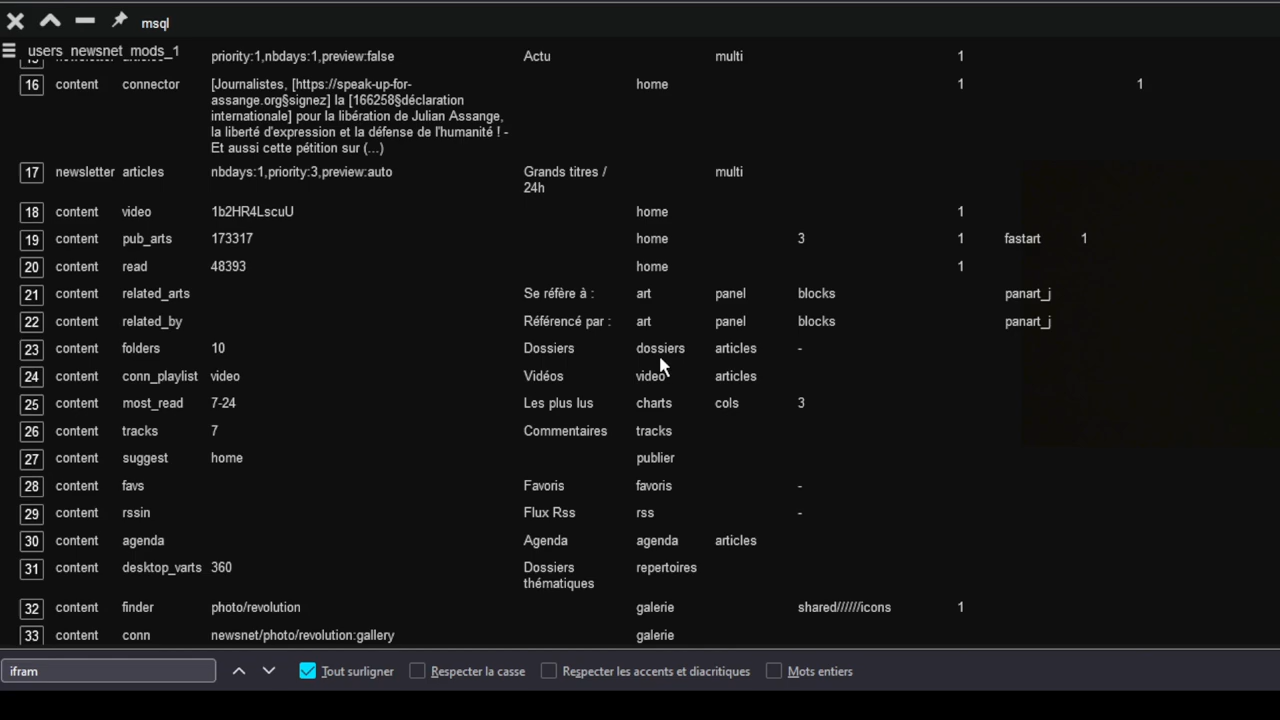 msql
users_newsnet_mods_1
15 newsletter articles priority:1,nbdays:1,preview:false Actu multi 1
16 content connector [Journalistes, [https://speak-up-for- home 1 1
assange.org§signez] la [166258§déclaration
internationale] pour la libération de Julian Assange,
la liberté d'expression et la défense de l'humanité ! -
Et aussi cette pétition sur (...)
17 newsletter articles nbdays:1,priority:3,preview:auto Grands titres / multi
24h
18 content video 1b2HR4LscuU home 1
19 content pub_arts 173317 home 3 1 fastart 1
20 content read 48393 home 1
21 content related_arts Se réfère à : art panel blocks panart_j
22 content related_by Référencé par : art panel blocks panart_j
23 content folders 10 Dossiers dossiers articles -
24 content conn_playlist video Vidéos video articles
25 content most_read 7-24 Les plus lus charts cols 3
26 content tracks 7 Commentaires tracks
27 content suggest home publier
28 content favs Favoris favoris -
29 content rssin Flux Rss rss -
30 content agenda Agenda agenda articles
31 content desktop_varts 360 Dossiers repertoires
thématiques
32 content finder photo/revolution galerie shared//////icons 1
33 content conn newsnet/photo/revolution:gallery galerie
ifram Tout surligner Respecter la casse Respecter les accents et diacritiques Mots entiers